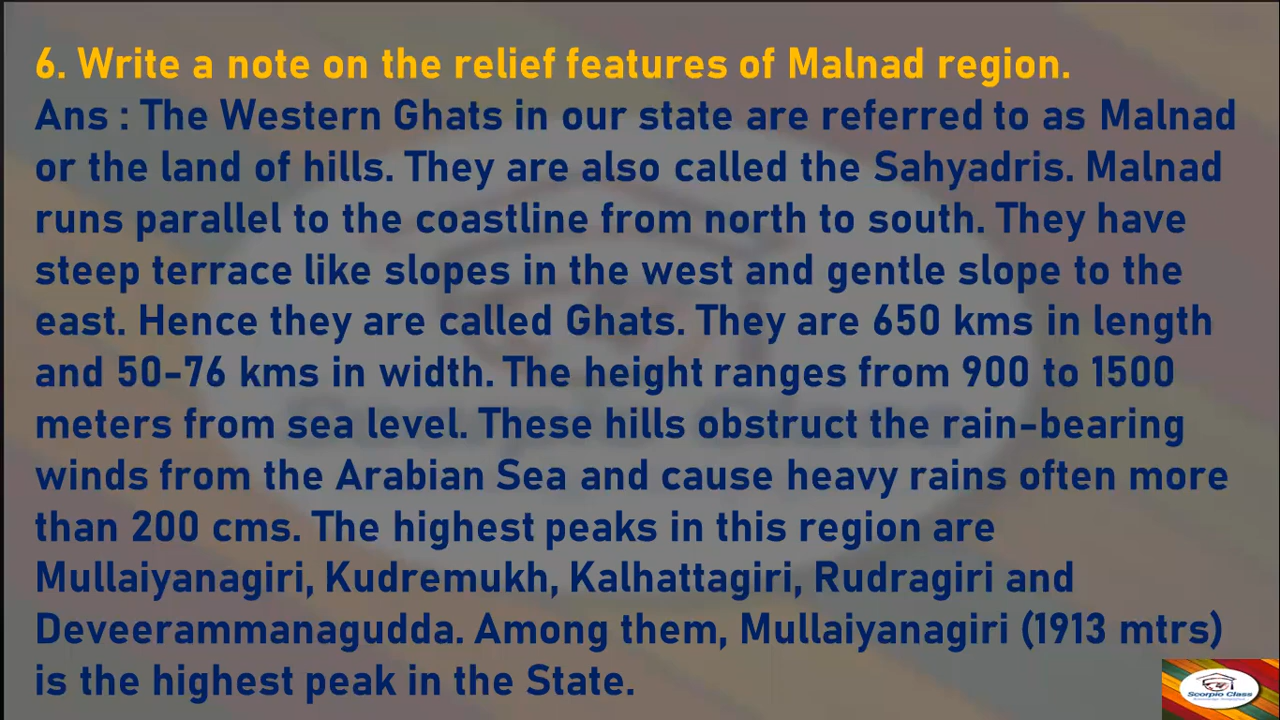 6. Write a note on the relief features of Malnad region.
Ans : The Western Ghats in our state are referred to as Malnad
or the land of hills. They are also called the Sahyadris. Malnad
runs parallel to the coastline from north to south. They have
steep terrace like slopes in the west and gentle slope to the
east. Hence they are called Ghats. They are 650 kms in length
and 50-76 kms in width. The height ranges from 900 to 1500
meters from sea level. These hills obstruct the rain-bearing
winds from the Arabian Sea and cause heavy rains often more
than 200 cms. The highest peaks in this region are
Mullaiyanagiri, Kudremukh, Kalhattagiri, Rudragiri and
Deveerammanagudda. Among them, Mullaiyanagiri (1913 mtrs)
is the highest peak in the State.
Scorpio Class